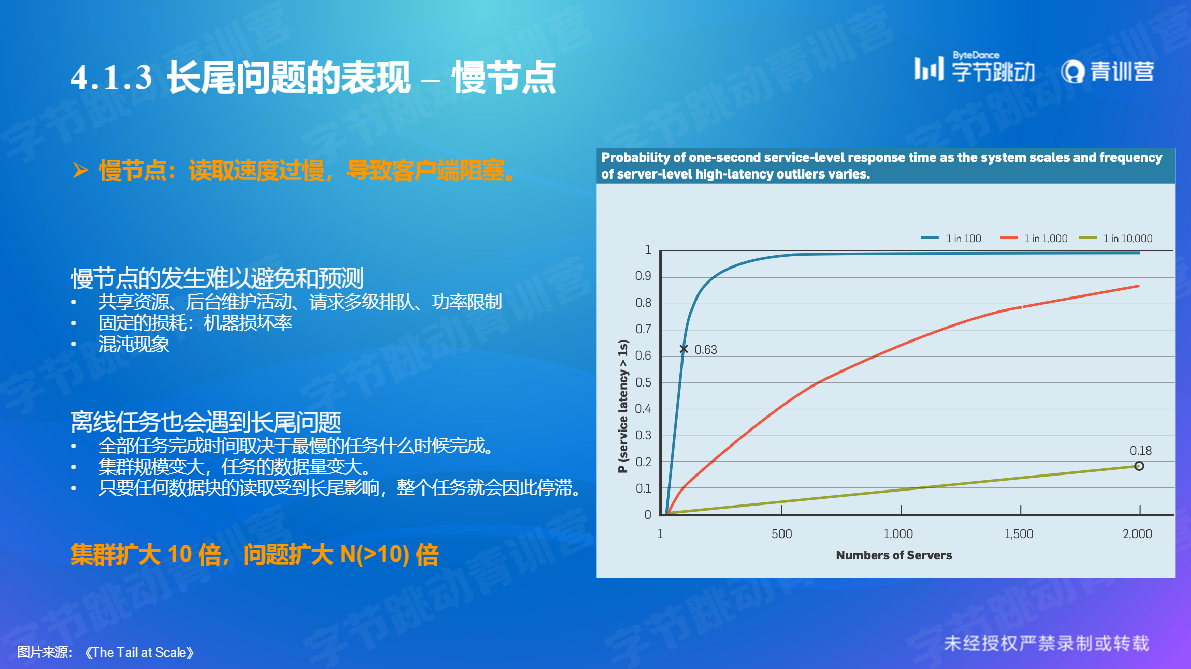 4.1.3 长尾问题的表现 – 慢节点
ByteDance
字节跳动
青训营
➢ 慢节点：读取速度过慢，导致客户端阻塞。
慢节点的发生难以避免和预测
• 共享资源、后台维护活动、请求多级排队、功率限制
• 固定的损耗：机器损坏率
• 混沌现象
离线任务也会遇到长尾问题
• 全部任务完成时间取决于最慢的任务什么时候完成。
• 集群规模变大，任务的数据量变大。
• 只要任何数据块的读取受到长尾影响，整个任务就会因此停滞。
集群扩大 10 倍，问题扩大 N(>10) 倍
图片来源：《The Tail at Scale》
Probability of one-second service-level response time as the system scales and frequency
of server-level high-latency outliers varies.
1 in 100
1 in 1,000
1 in 10,000
P (service latency > 1s)
1
0.9
0.8
0.7
0.6
0.5
0.4
0.3
0.2
0.1
0
0.63
0.18
1
500
1,000
1,500
2,000
Numbers of Servers
未经授权严禁录制或转载
字节跳动青训营